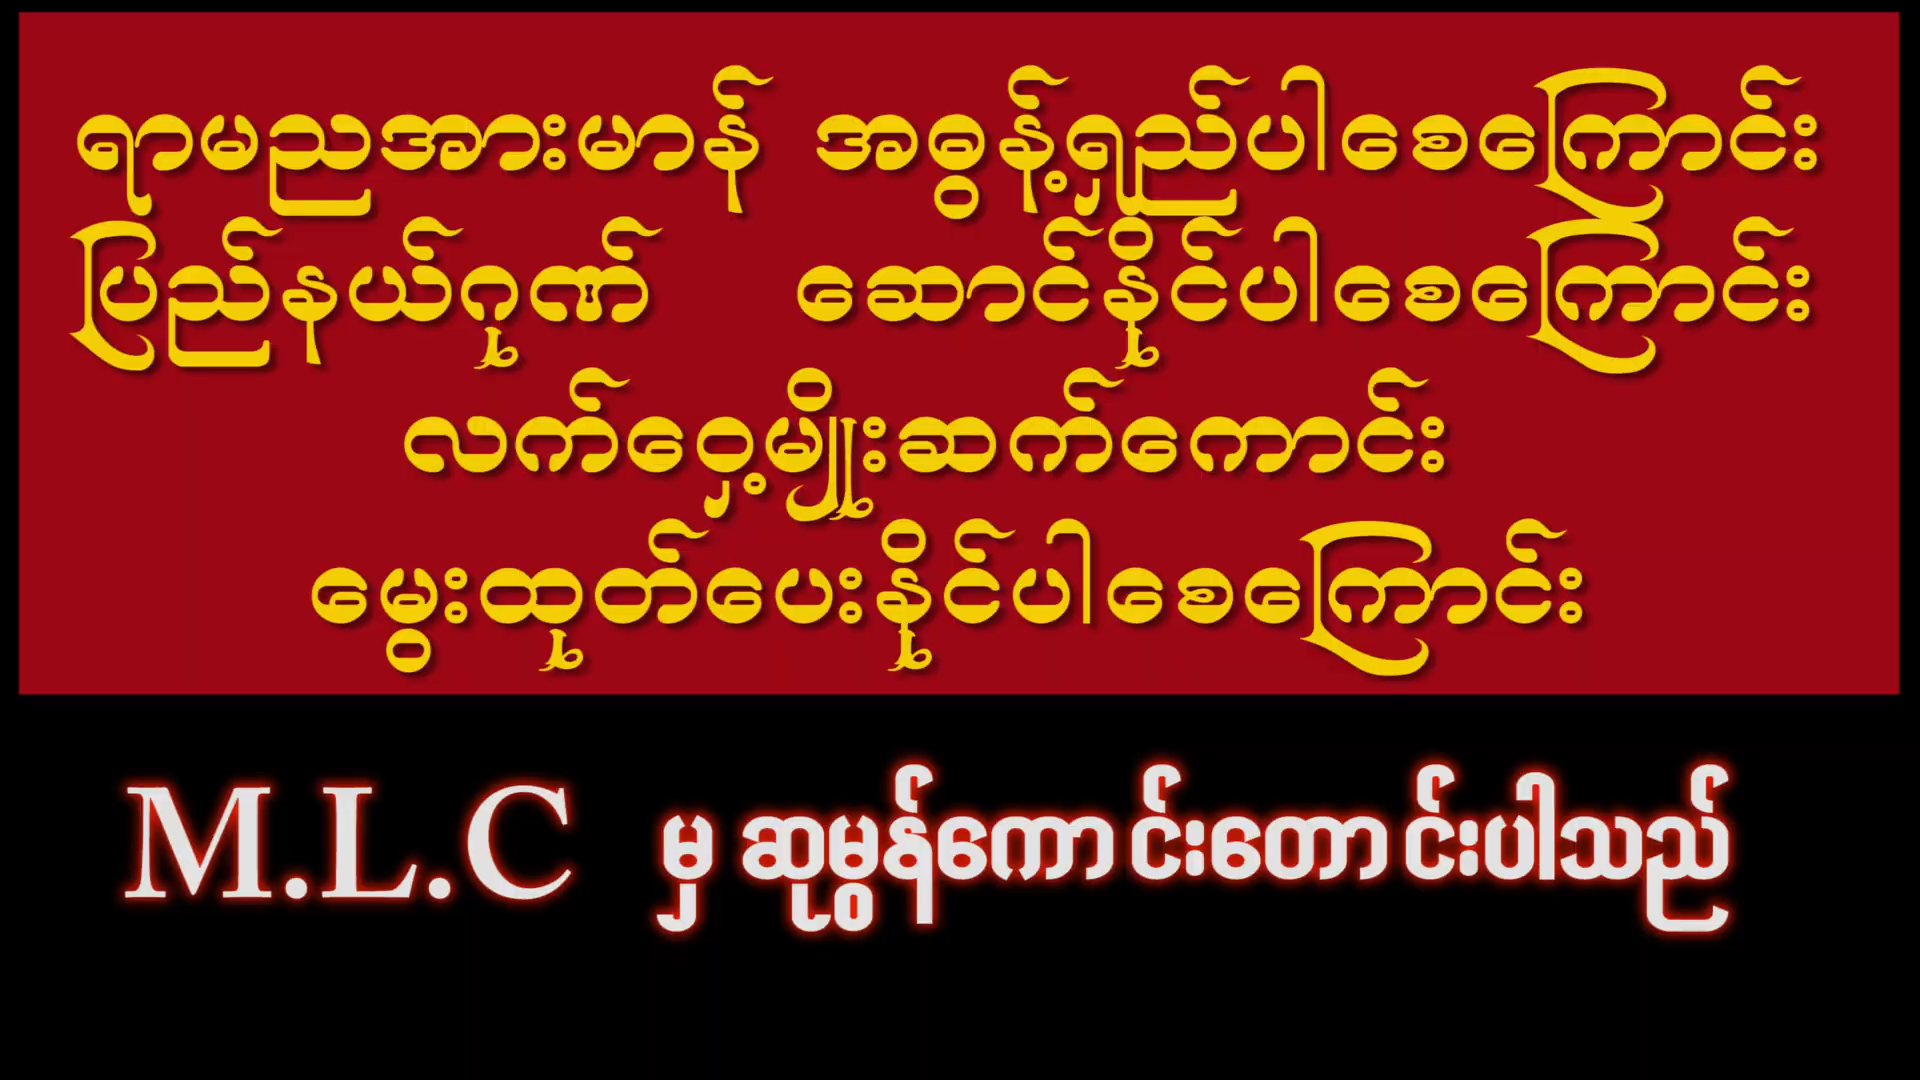 ရာမညအားမာန် အဓွန့်ရှည်ပါစေကြောင်း
ပြည်နယ်ဂုဏ် ဆောင်နိုင်ပါစေကြောင်း
လက်ဝှေ့မျိုးဆက်ကောင်း
မွေးထုတ်ပေးနိုင်ပါစေကြောင်း
M.L.C မှ ဆုမွန်ကောင်းတောင်းပါသည်